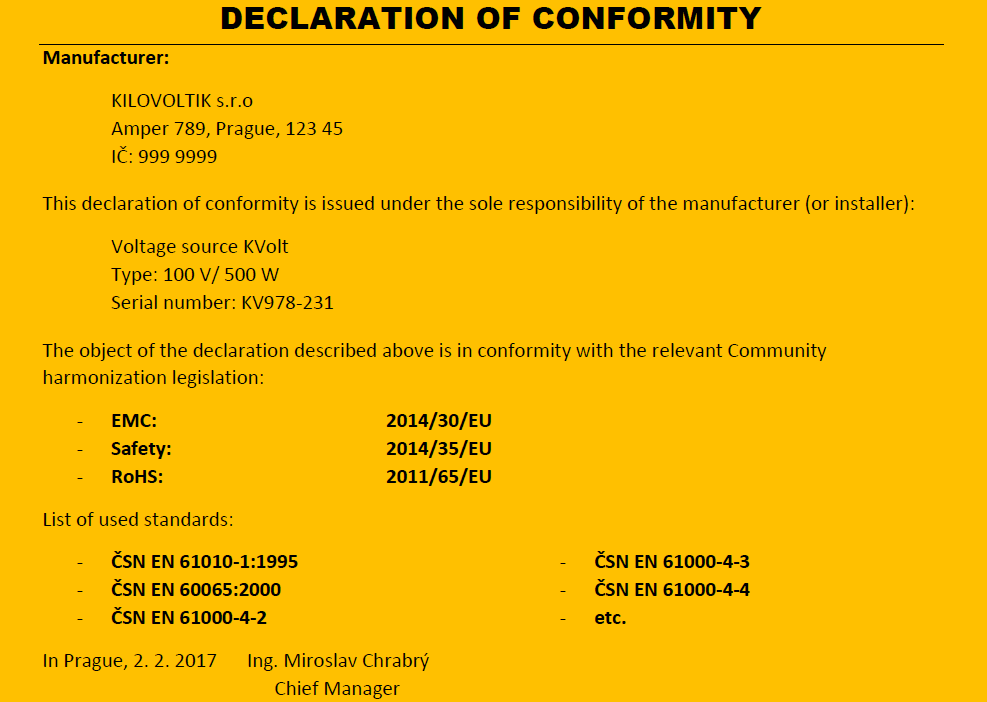 DECLARATION OF CONFORMITY
Manufacturer:
KILOVOLTIK s.r.o
Amper 789, Prague, 123 45
IČ: 999 9999
This declaration of conformity is issued under the sole responsibility of the manufacturer (or installer):
Voltage source KVolt
Type: 100 V/ 500 W
Serial number: KV978-231
The object of the declaration described above is in conformity with the relevant Community
harmonization legislation:
- EMC: 2014/30/EU
- Safety: 2014/35/EU
- RoHS: 2011/65/EU
List of used standards:
- ČSN EN 61010-1:1995 - ČSN EN 61000-4-3
- ČSN EN 60065:2000 - ČSN EN 61000-4-4
- ČSN EN 61000-4-2 - etc.
In Prague, 2. 2. 2017 Ing. Miroslav Chrabrý
Chief Manager